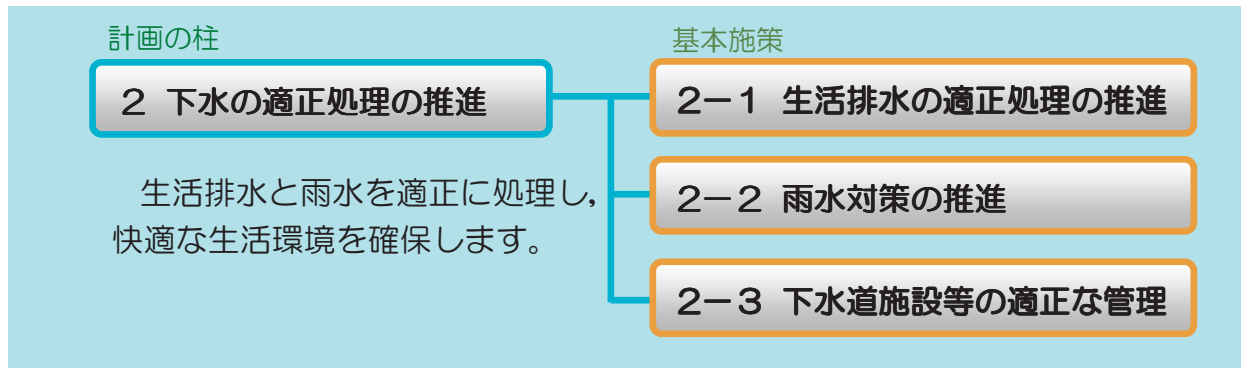 計画の柱
２ 下水の適正処理の推進
生活排水と雨水を適正に処理し，
快適な生活環境を確保します。
基本施策
２－１ 生活排水の適正処理の推進
２－２ 雨水対策の推進
２－３ 下水道施設等の適正な管理